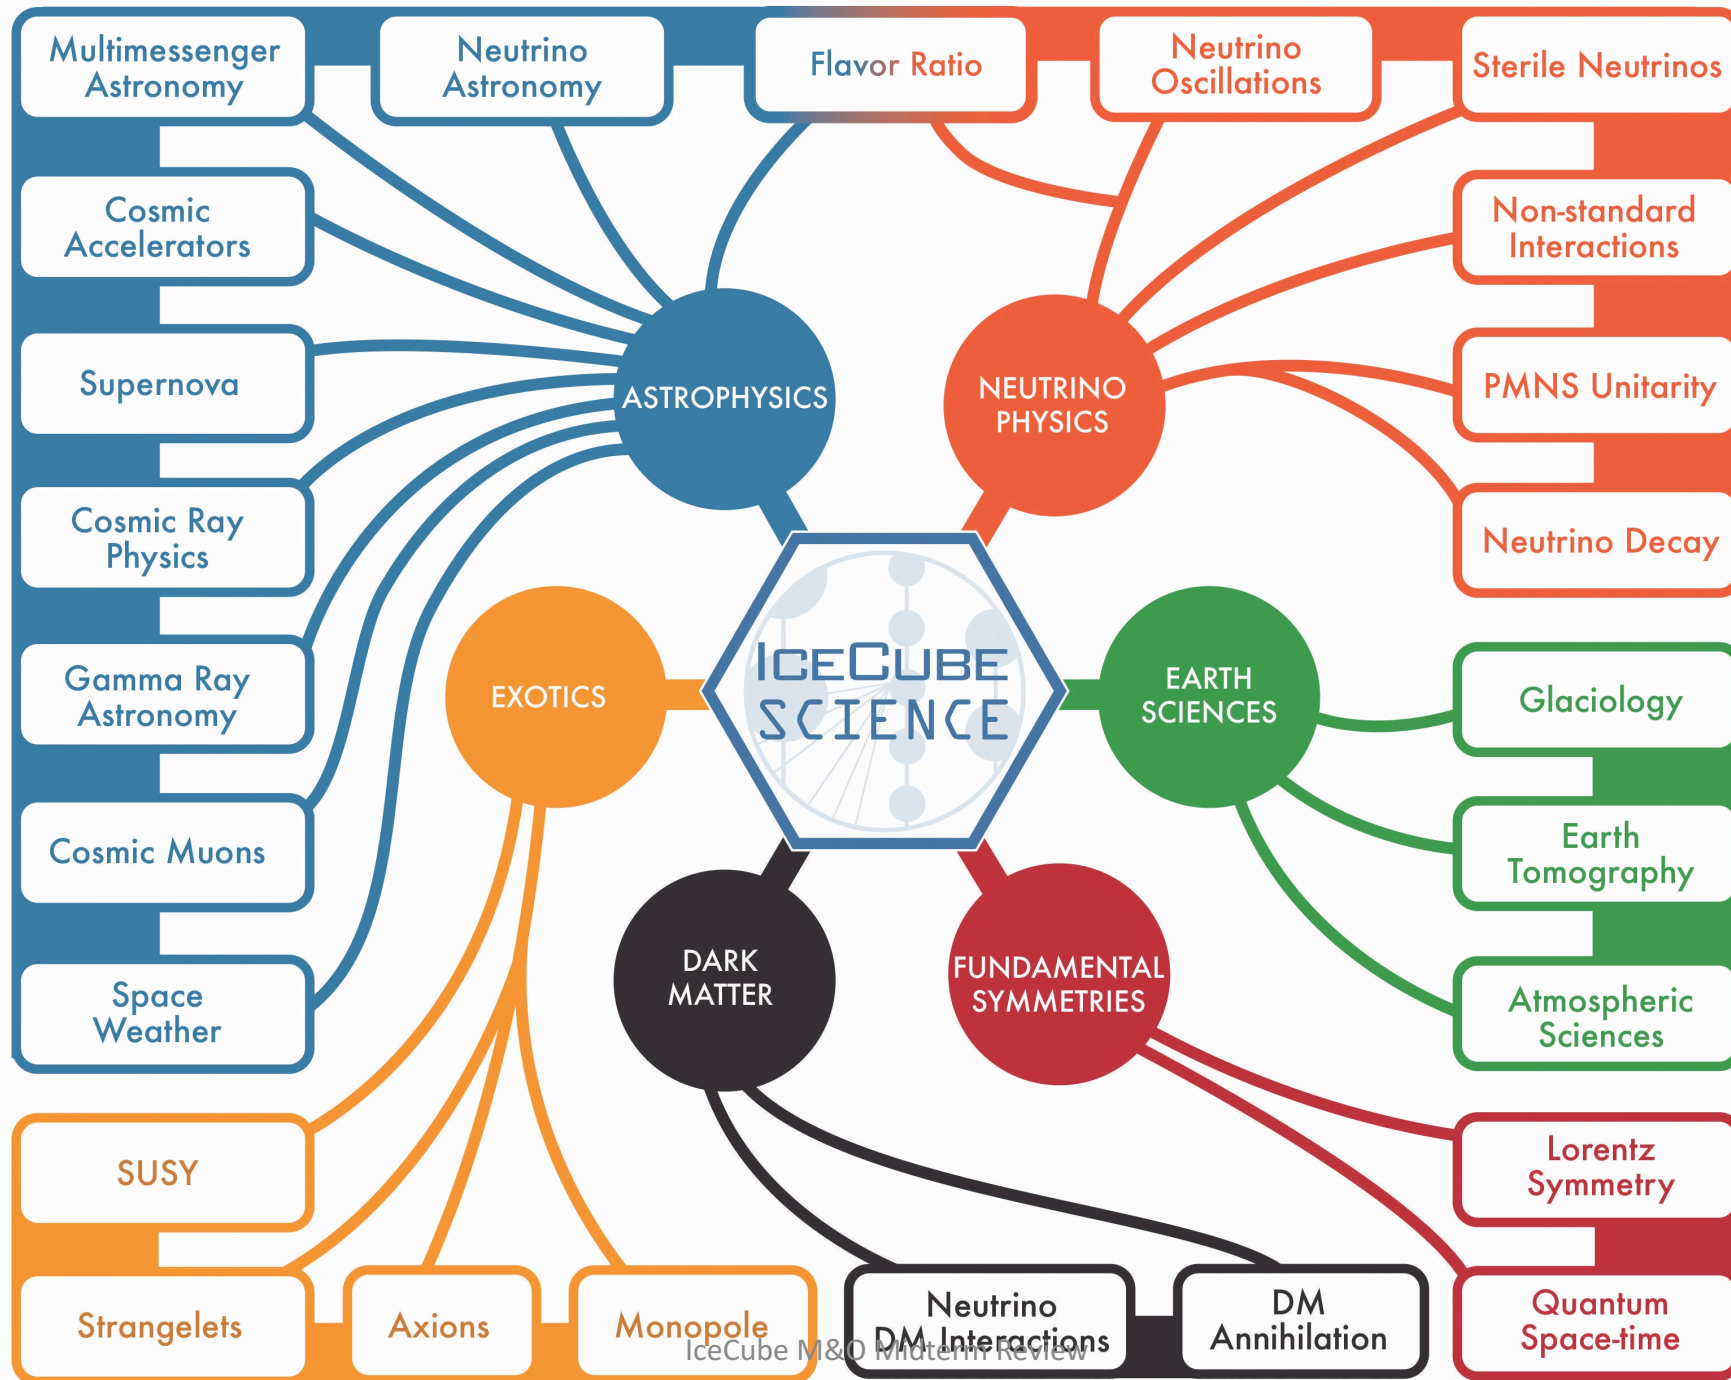 Multimessenger
Astronomy
Neutrino
Astronomy
Flavor Ratio
Neutrino
Oscillations
Sterile Neutrinos
Cosmic
Accelerators
Non-standard
Interactions
Supernova
ASTROPHYSICS
NEUTRINO
PHYSICS
PMNS Unitarity
Cosmic Ray
Physics
Neutrino Decay
Gamma Ray
Astronomy
EXOTICS
ICECUBE
SCIENCE
EARTH
SCIENCES
Glaciology
Cosmic Muons
Earth
Tomography
Space
Weather
DARK
MATTER
FUNDAMENTAL
SYMMETRIES
Atmospheric
Sciences
SUSY
Lorentz
Symmetry
Strangelets
Axions
Monopole
Neutrino
DM Interactions
DM
Annihilation
Quantum
Space-time
IceCube M&O Midterm Review